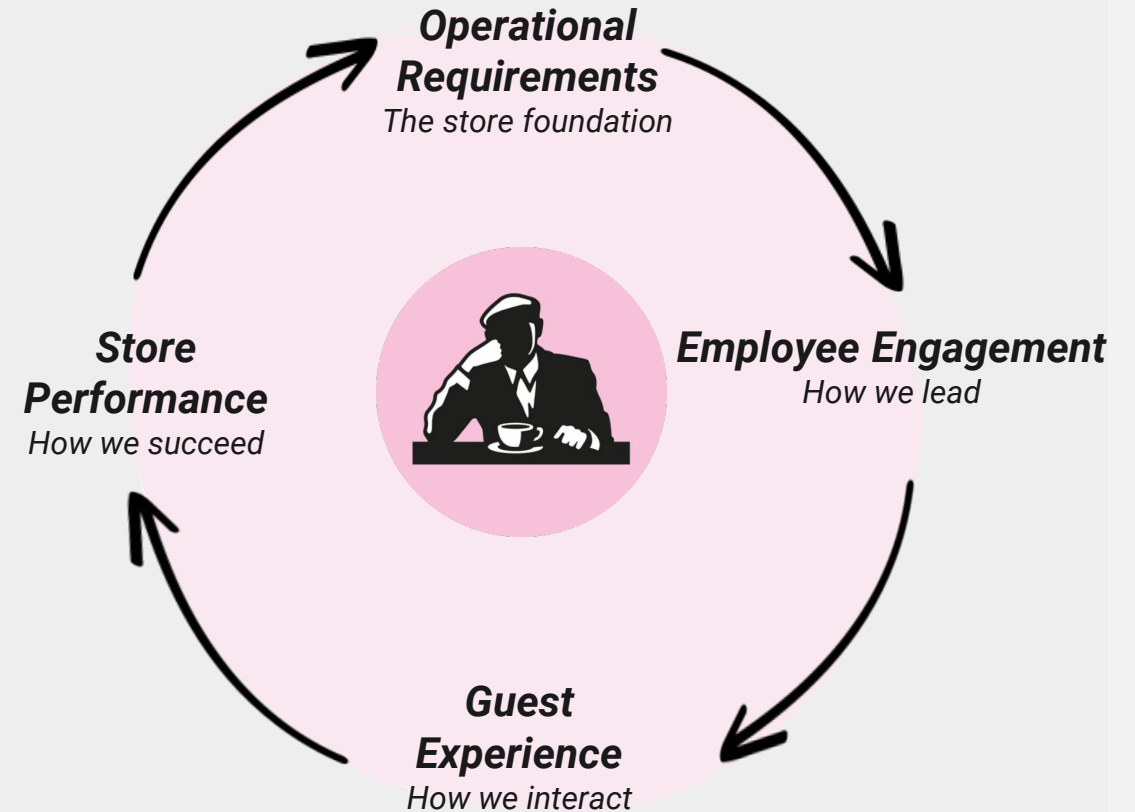 Operational
Requirements
The store foundation
Employee Engagement
How we lead
Guest
Experience
How we interact
Store
Performance
How we succeed